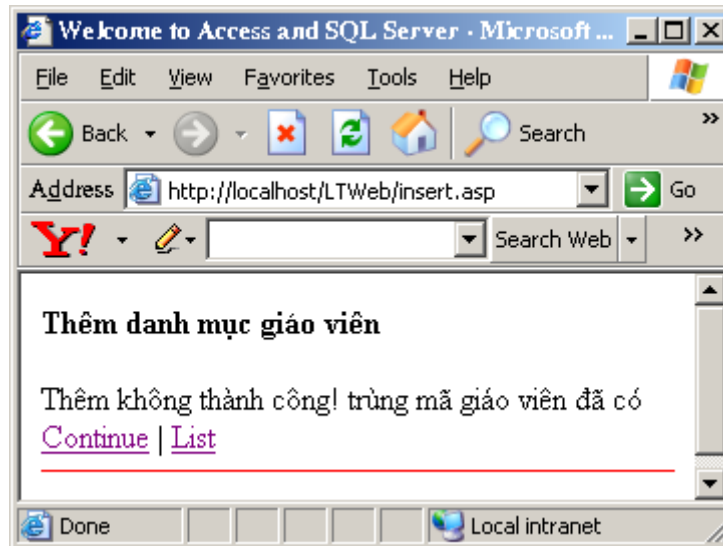 Welcome to Access and SQL Server - Microsoft ...
File Edit View Favorites Tools Help
Back Search »
Address http://localhost/LTWeb/insert.asp Go
Y! Search Web »
Thêm danh mục giáo viên
Thêm không thành công! trùng mã giáo viên đã có
Continue | List
Done Local intranet